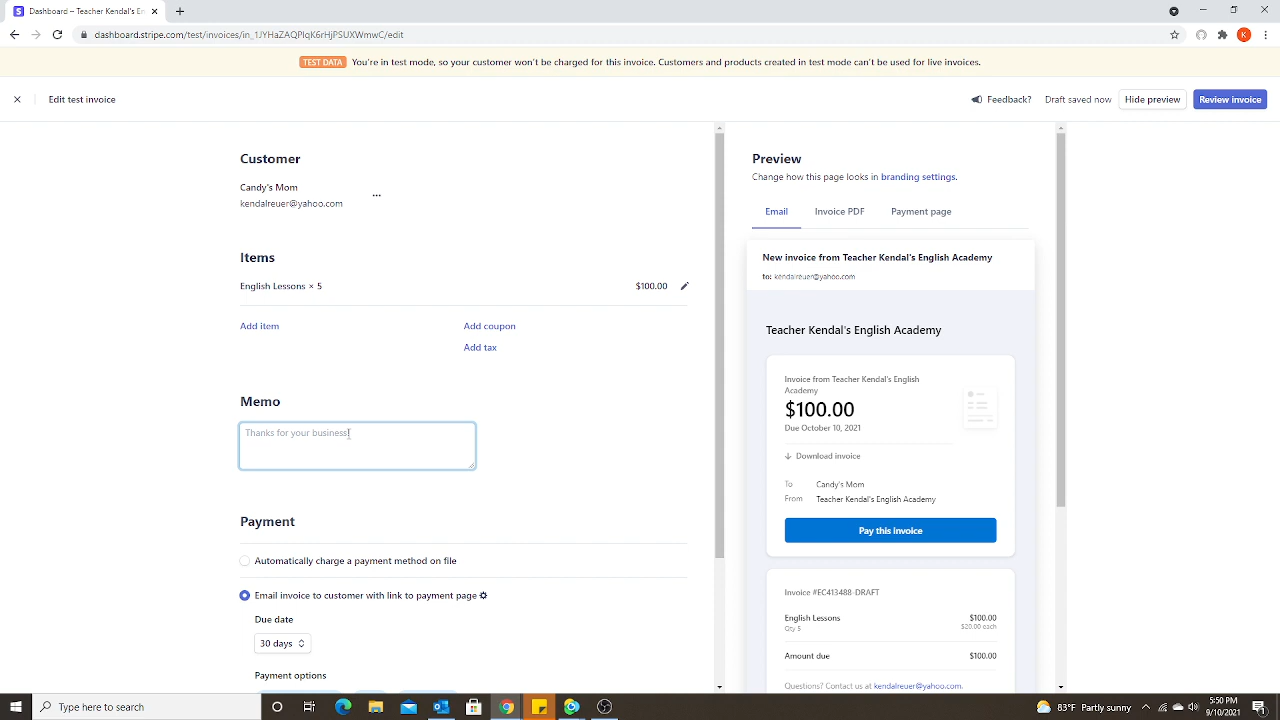 Dashboard – Teacher Kendal's En
dashboard.stripe.com/test/invoices/in_1JYHaZAQPlqK6rHjPSUXWmwC/edit
K
TEST DATA You're in test mode, so your customer won't be charged for this invoice. Customers and products created in test mode can't be used for live invoices.
Edit test invoice
Feedback? Draft saved now Hide preview Review invoice
Customer
Candy's Mom
kendalreuer@yahoo.com
Items
English Lessons × 5 $100.00
Add item Add coupon
Add tax
Memo
Thanks for your business!
Payment
Automatically charge a payment method on file
Email invoice to customer with link to payment page
Due date
30 days
Payment options
Preview
Change how this page looks in branding settings.
Email Invoice PDF Payment page
New invoice from Teacher Kendal's English Academy
to: kendalreuer@yahoo.com
Teacher Kendal's English Academy
Invoice from Teacher Kendal's English
Academy
$100.00
Due October 10, 2021
Download invoice
To Candy's Mom
From Teacher Kendal's English Academy
Pay this invoice
Invoice #EC413488-DRAFT
English Lessons $100.00
Qty 5 $20.00 each
Amount due $100.00
Questions? Contact us at kendalreuer@yahoo.com.
Type here to search
83°F Partly sunny
5:50 PM
9/10/2021